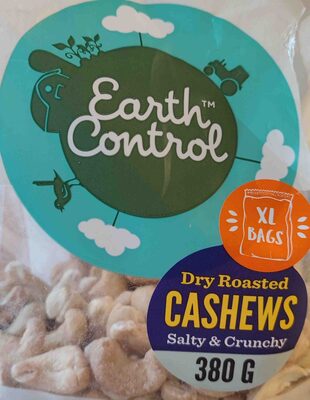 Earth™
Control
XL
BAGS
Dry Roasted
CASHEWS
Salty & Crunchy
380 G